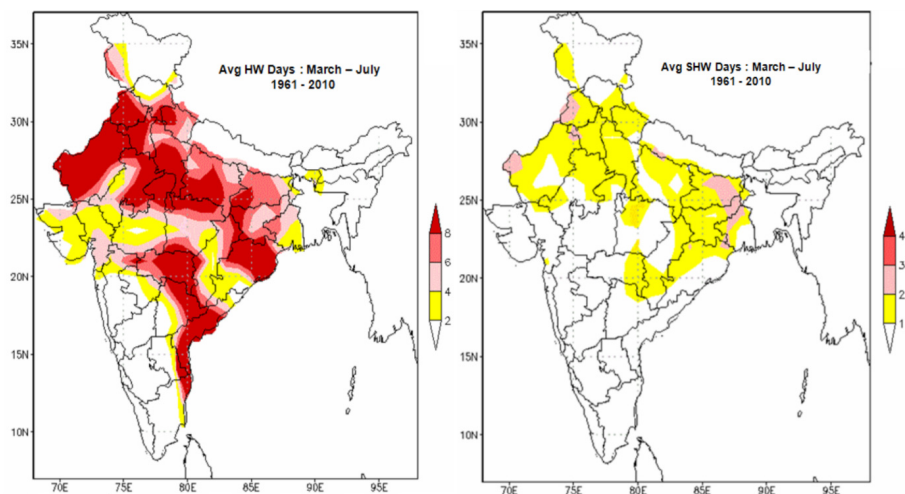 Avg HW Days : March – July
1961 - 2010
35N
30N
25N
20N
15N
10N
70E
75E
80E
85E
90E
95E
8
6
4
2
Avg SHW Days : March – July
1961 - 2010
35N
30N
25N
20N
15N
10N
70E
75E
80E
85E
90E
95E
4
3
2
1